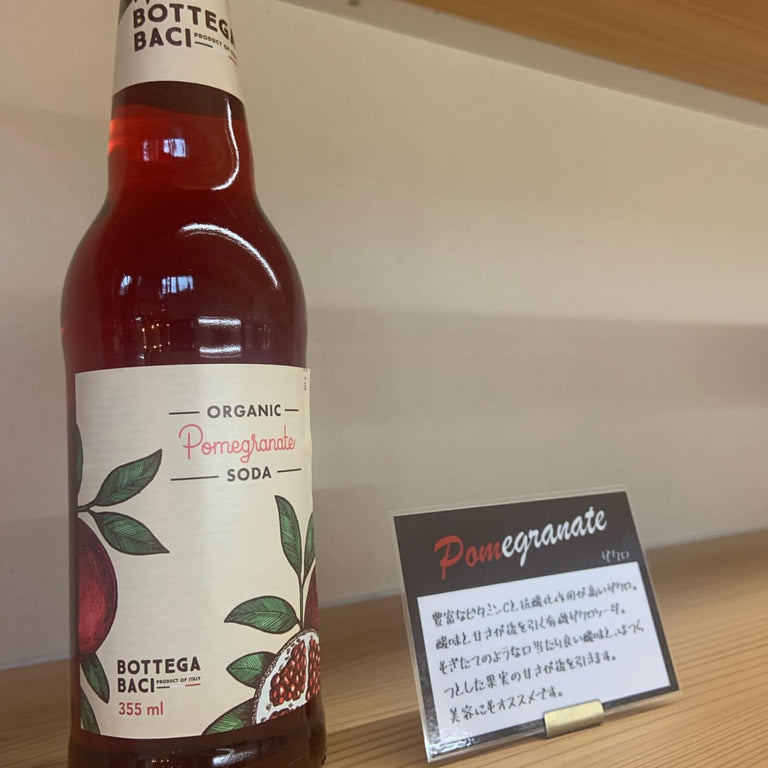 BOTTEGA
BACI
PRODUCT OF IT
ORGANIC
Pomegranate
SODA
BOTTEGA
BACI
PRODUCT OF ITALY
355 ml
Pomegranate
ザクロ
豊富なビタミンCと抗酸化作用が高いザクロ。
酸味と甘さが後を引く有機ザクロソーダ。
もぎたてのような口当たり良い酸味と、はつら
つとした果実の甘さが後を引きます。
美容にもオススメです。